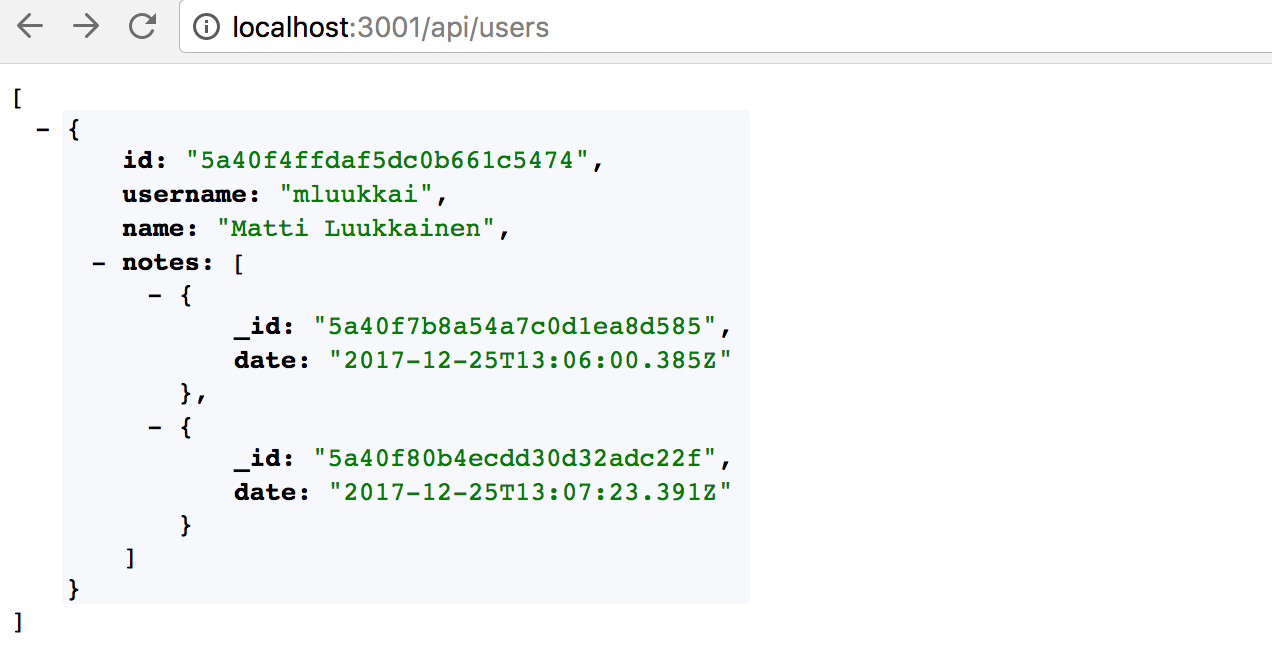 localhost:3001/api/users
[
- {
id: "5a40f4ffdaf5dc0b661c5474",
username: "mluukkai",
name: "Matti Luukkainen",
- notes: [
- {
_id: "5a40f7b8a54a7c0d1ea8d585",
date: "2017-12-25T13:06:00.385Z"
},
- {
_id: "5a40f80b4ecdd30d32adc22f",
date: "2017-12-25T13:07:23.391Z"
}
]
}
]